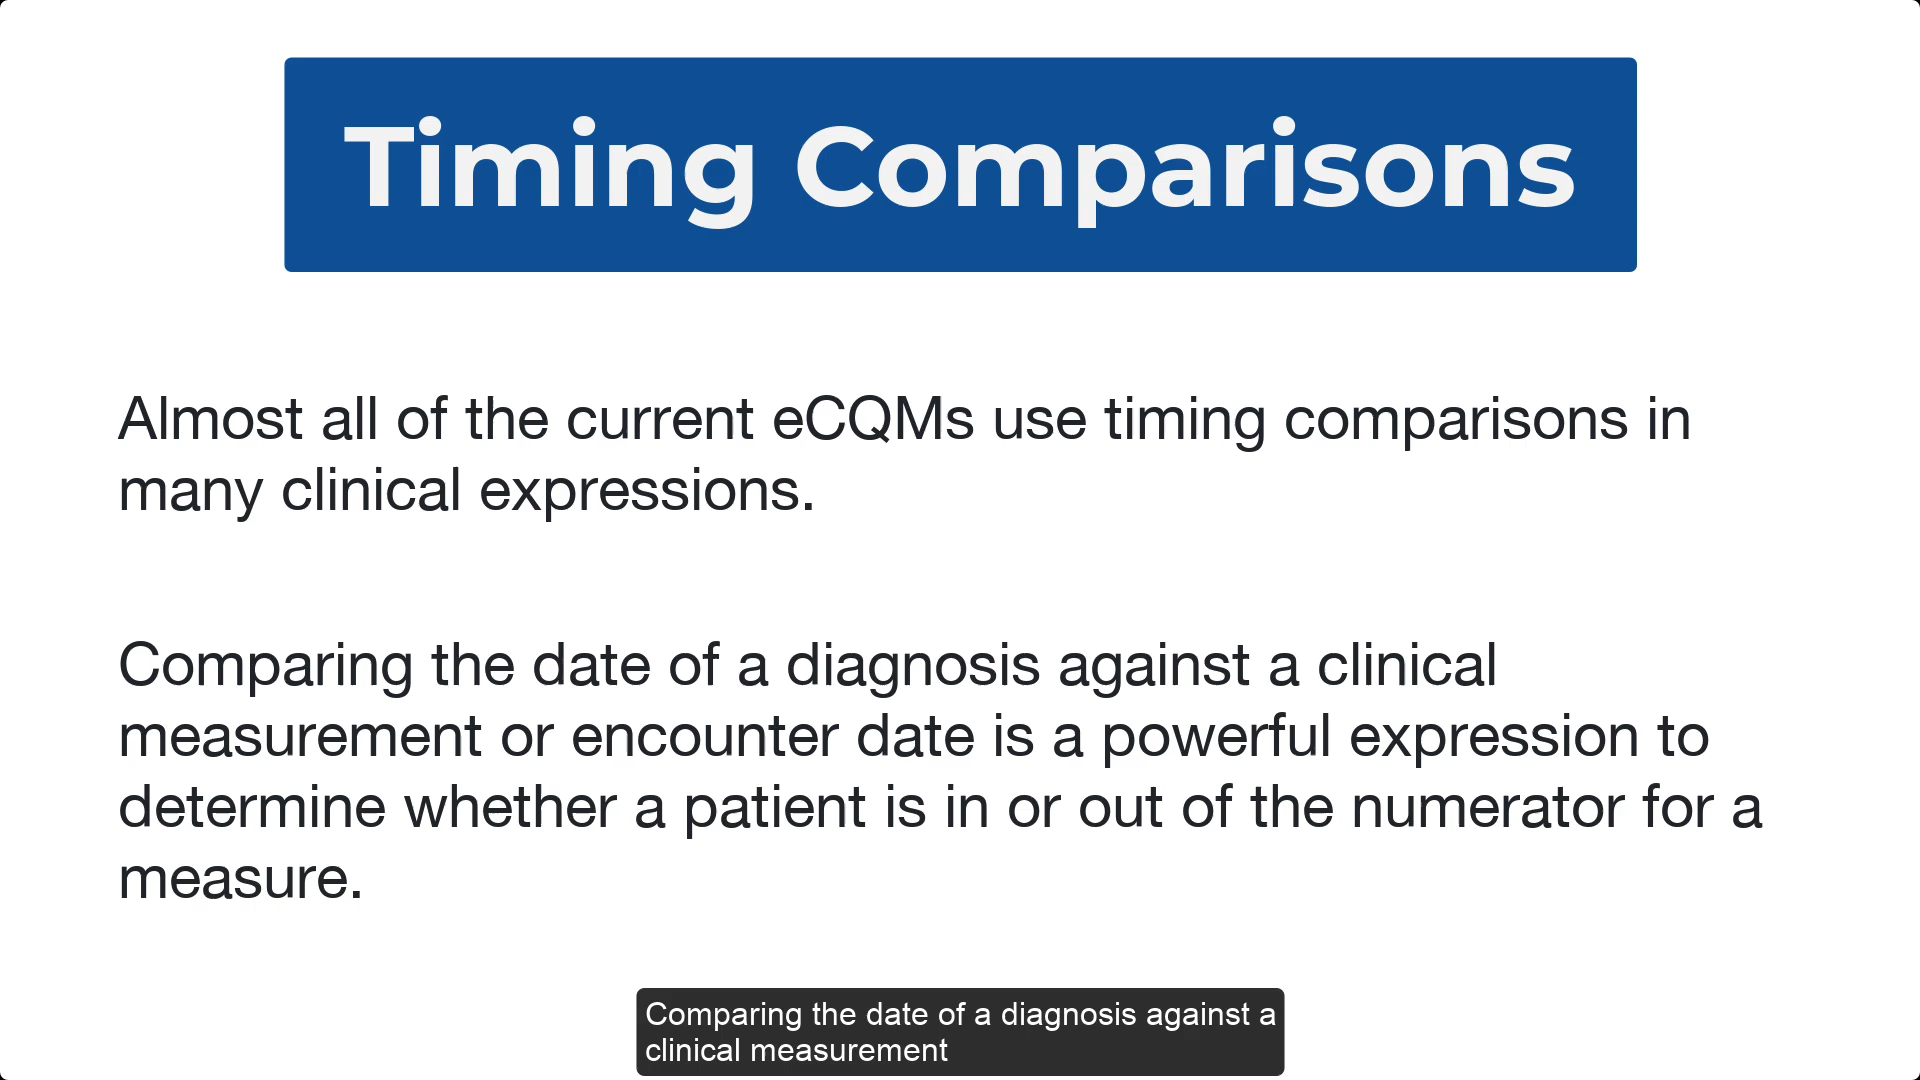 Timing Comparisons
Almost all of the current eCQMs use timing comparisons in
many clinical expressions.
Comparing the date of a diagnosis against a clinical
measurement or encounter date is a powerful expression to
determine whether a patient is in or out of the numerator for a
measure.
Comparing the date of a diagnosis against a
clinical measurement